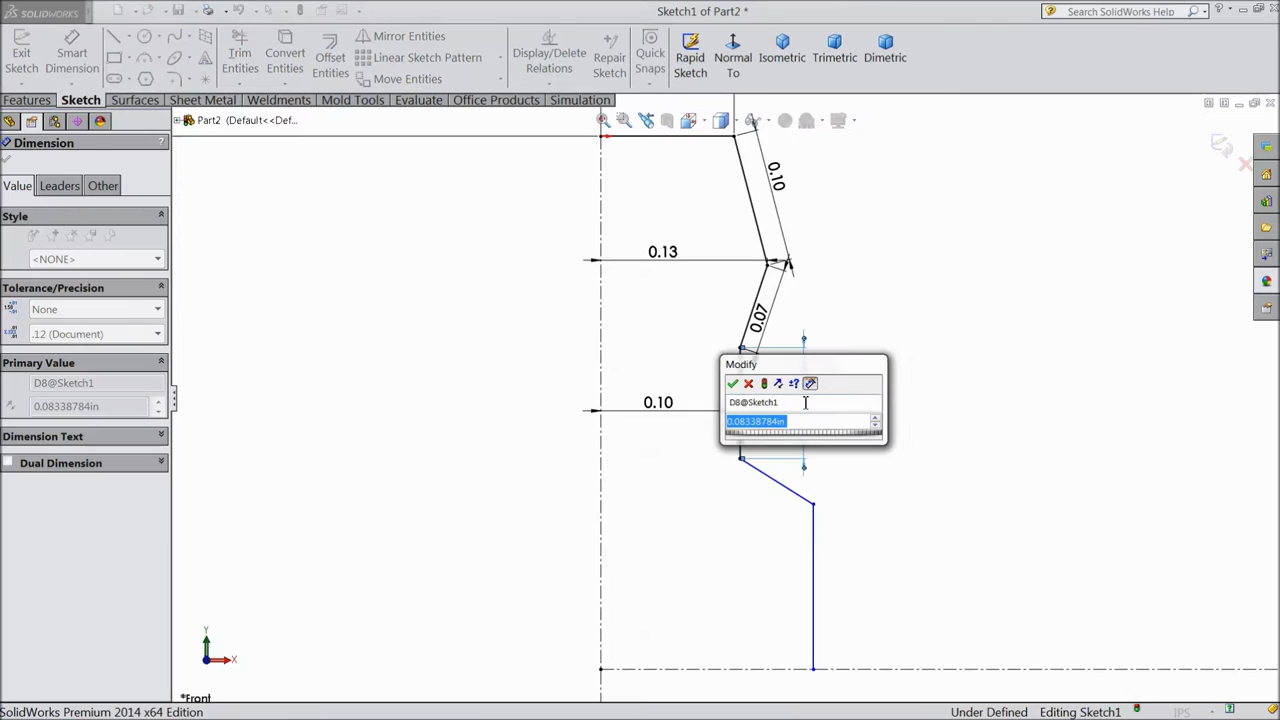 SOLIDWORKS
Sketch1 of Part2 *
Search SolidWorks Help
Exit Sketch
Smart Dimension
Trim Entities
Convert Entities
Offset Entities
Mirror Entities
Linear Sketch Pattern
Move Entities
Display/Delete Relations
Repair Sketch
Quick Snaps
Rapid Sketch
Normal To
Isometric
Trimetric
Dimetric
Features
Sketch
Surfaces
Sheet Metal
Weldments
Mold Tools
Evaluate
Office Products
Simulation
Part2 (Default<<Def...
Dimension
?
Value
Leaders
Other
Style
<NONE>
Tolerance/Precision
None
.12 (Document)
Primary Value
D8@Sketch1
0.08338784in
Dimension Text
Dual Dimension
0.10
0.13
0.07
0.10
Modify
D8@Sketch1
0.08338784in
Y
X
*Front
SolidWorks Premium 2014 x64 Edition
Under Defined
Editing Sketch1
IPS